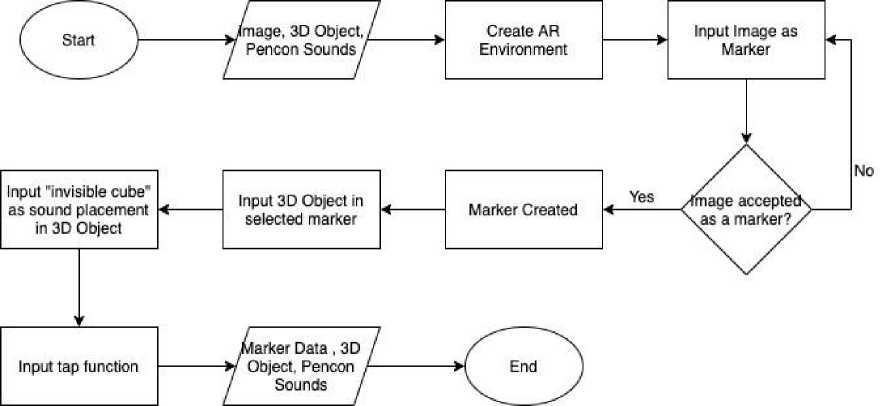 Start
Image, 3D Object,
Pencon Sounds
Create AR
Environment
Input Image as
Marker
No
Image accepted
as a marker?
Yes
Marker Created
Input 3D Object in
selected marker
Input "invisible cube"
as sound placement
in 3D Object
Input tap function
Marker Data , 3D
Object, Pencon
Sounds
End